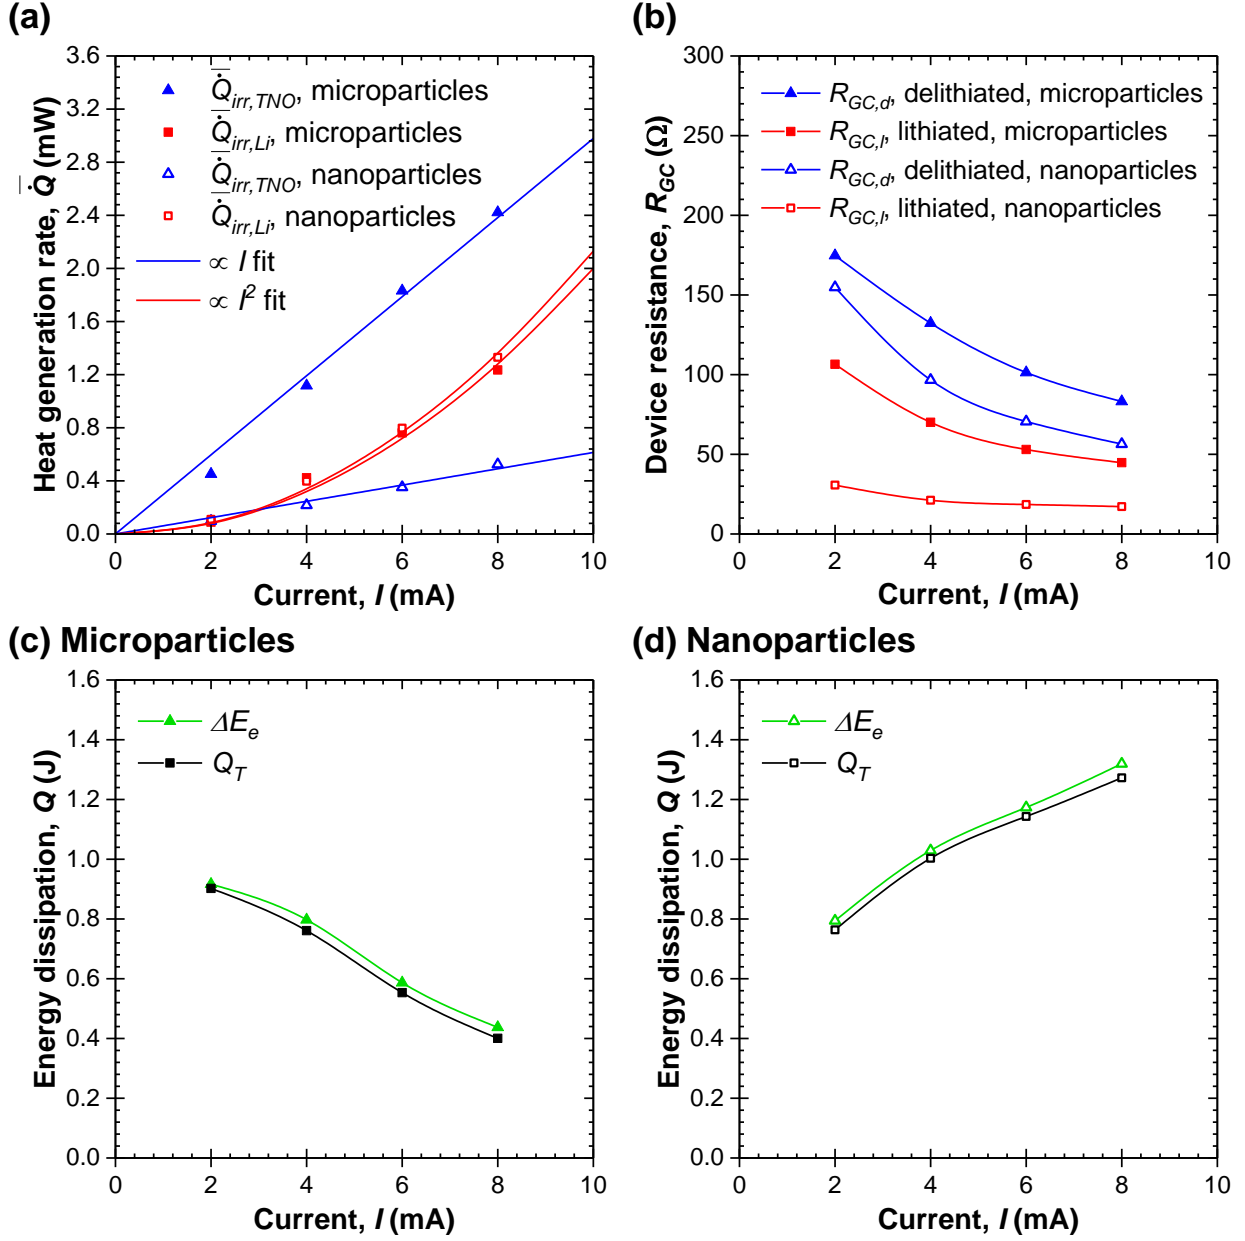 (a)
Heat generation rate, Q̇̅ (mW)
3.6
3.2
2.8
2.4
2.0
1.6
1.2
0.8
0.4
0.0
Q̇̅irr,TNO, microparticles
Q̇̅irr,Li, microparticles
Q̇̅irr,TNO, nanoparticles
Q̇̅irr,Li, nanoparticles
∝ I fit
∝ I² fit
0 2 4 6 8 10
Current, I (mA)
(b)
Device resistance, RGC (Ω)
300
250
200
150
100
50
0
RGC,d, delithiated, microparticles
RGC,l, lithiated, microparticles
RGC,d, delithiated, nanoparticles
RGC,l, lithiated, nanoparticles
0 2 4 6 8 10
Current, I (mA)
(c) Microparticles
Energy dissipation, Q (J)
1.6
1.4
1.2
1.0
0.8
0.6
0.4
0.2
0.0
ΔEe
QT
0 2 4 6 8 10
Current, I (mA)
(d) Nanoparticles
Energy dissipation, Q (J)
1.6
1.4
1.2
1.0
0.8
0.6
0.4
0.2
0.0
ΔEe
QT
0 2 4 6 8 10
Current, I (mA)